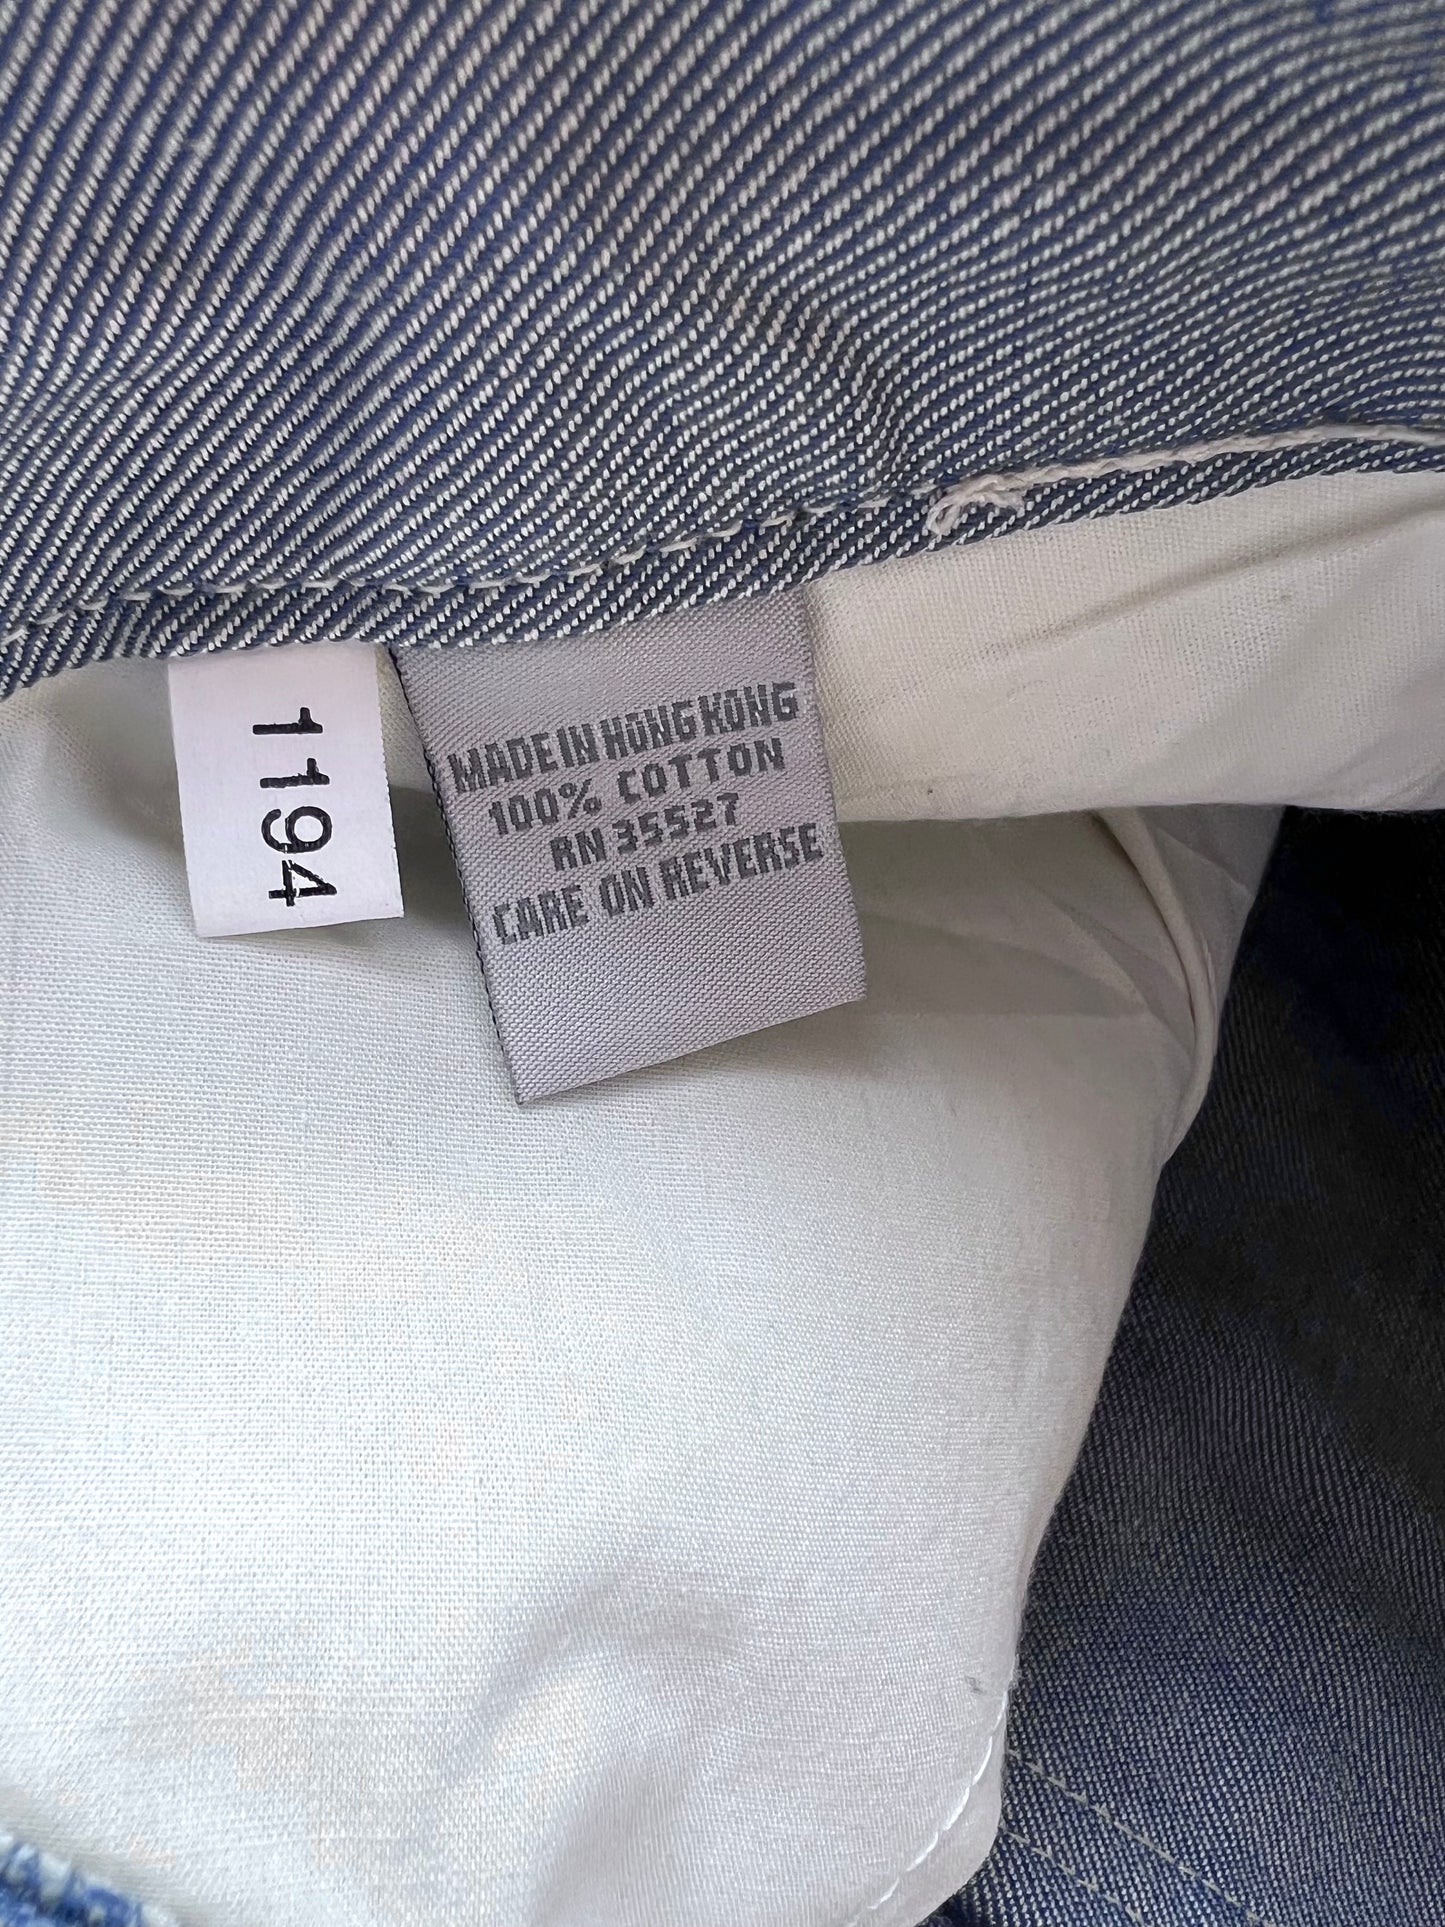 1194
MADE IN HONG KONG
100% COTTON
RN 35527
CARE ON REVERSE